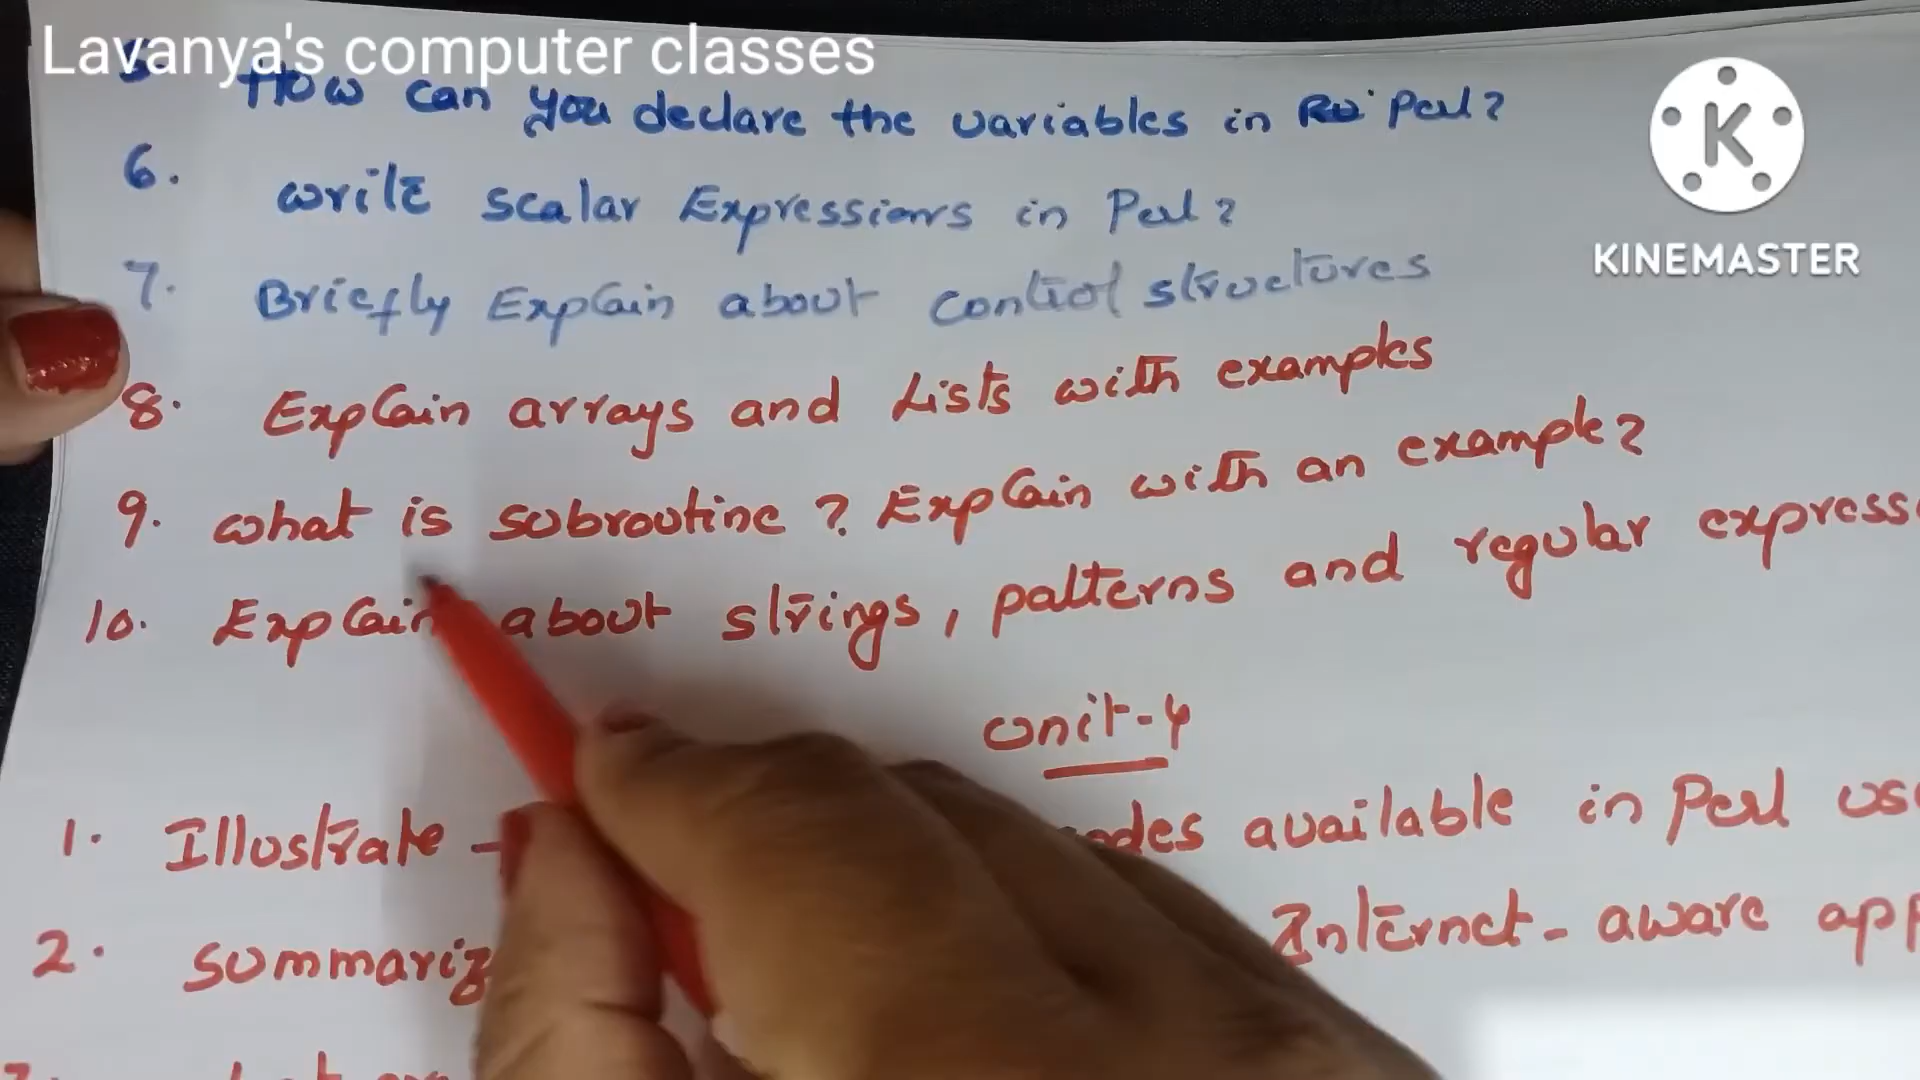 Lavanya's computer classes
5. How can you declare the variables in Perl?
KINEMASTER
6. write scalar Expressions in Perl?
7. Briefly Explain about control structures
8. Explain arrays and Lists with examples
9. what is subroutine? Explain with an example?
10. Explain about strings, patterns and regular express
unit-4
1. Illustrate available in Perl us
2. summariz Internet-aware app